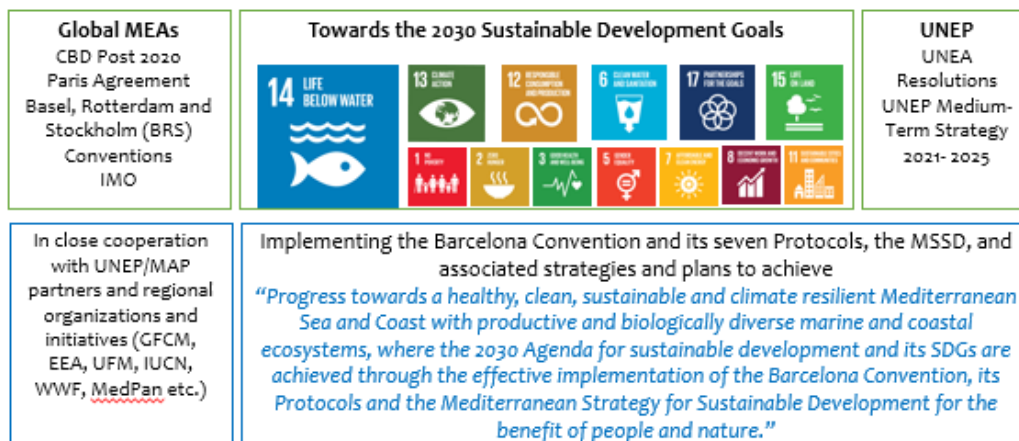 Global MEAs
CBD Post 2020
Paris Agreement
Basel, Rotterdam and
Stockholm (BRS)
Conventions
IMO
Towards the 2030 Sustainable Development Goals
14 LIFE
BELOW WATER
13 CLIMATE
ACTION
12 RESPONSIBLE
CONSUMPTION
AND PRODUCTION
6 CLEAN WATER
AND SANITATION
17 PARTNERSHIPS
FOR THE GOALS
15 LIFE
ON LAND
1 NO
POVERTY
2 ZERO
HUNGER
3 GOOD HEALTH
AND WELL-BEING
5 GENDER
EQUALITY
7 AFFORDABLE AND
CLEAN ENERGY
8 DECENT WORK AND
ECONOMIC GROWTH
11 SUSTAINABLE CITIES
AND COMMUNITIES
UNEP
UNEA
Resolutions
UNEP Medium-
Term Strategy
2021- 2025
In close cooperation
with UNEP/MAP
partners and regional
organizations and
initiatives (GFCM,
EEA, UFM, IUCN,
WWF, MedPan etc.)
Implementing the Barcelona Convention and its seven Protocols, the MSSD, and
associated strategies and plans to achieve
“Progress towards a healthy, clean, sustainable and climate resilient Mediterranean
Sea and Coast with productive and biologically diverse marine and coastal
ecosystems, where the 2030 Agenda for sustainable development and its SDGs are
achieved through the effective implementation of the Barcelona Convention, its
Protocols and the Mediterranean Strategy for Sustainable Development for the
benefit of people and nature.”